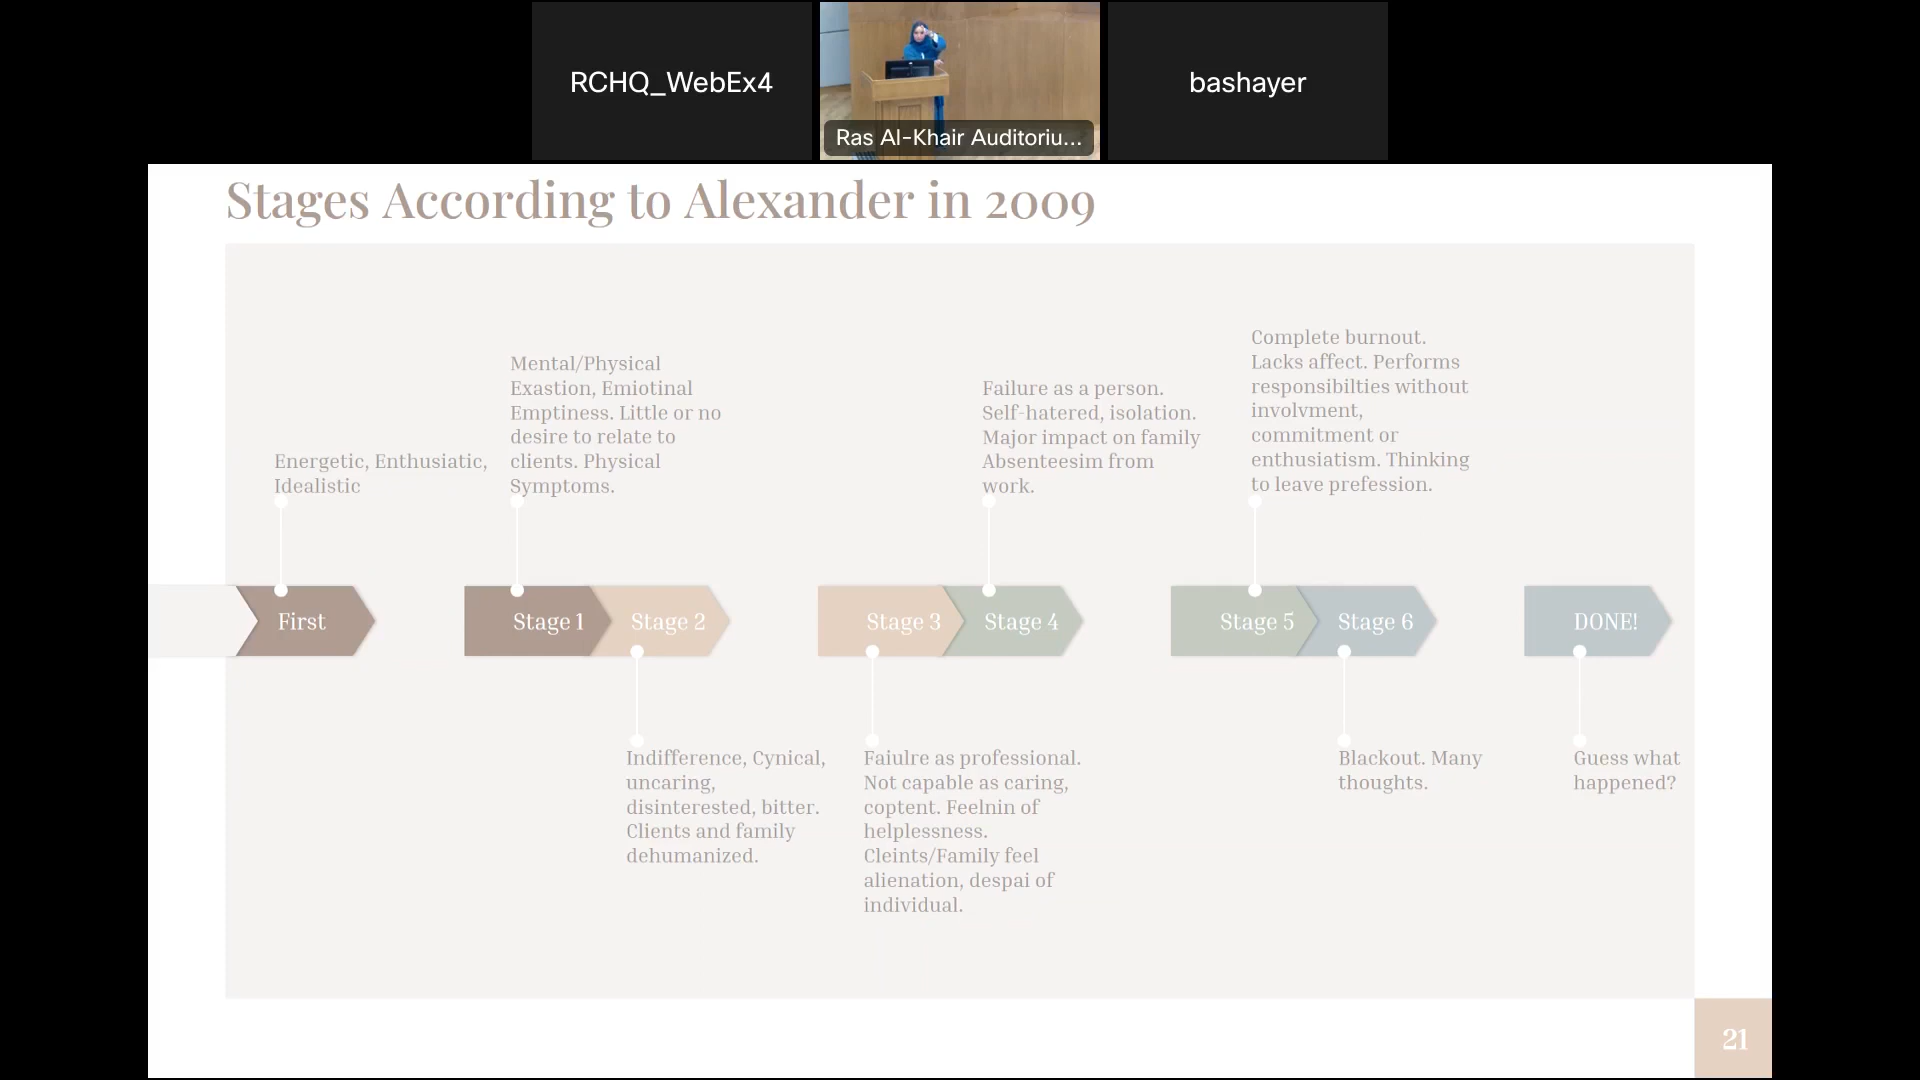 RCHQ_WebEx4
Ras Al-Khair Auditoriu...
bashayer
Stages According to Alexander in 2009
Energetic, Enthusiatic,
Idealistic
Mental/Physical
Exastion, Emiotinal
Emptiness. Little or no
desire to relate to
clients. Physical
Symptoms.
Failure as a person.
Self-hatered, isolation.
Major impact on family
Absenteesim from
work.
Complete burnout.
Lacks affect. Performs
responsibilties without
involvment,
commitment or
enthusiatism. Thinking
to leave prefession.
First
Stage 1
Stage 2
Stage 3
Stage 4
Stage 5
Stage 6
DONE!
Indifference, Cynical,
uncaring,
disinterested, bitter.
Clients and family
dehumanized.
Faiulre as professional.
Not capable as caring,
coptent. Feelnin of
helplessness.
Cleints/Family feel
alienation, despai of
individual.
Blackout. Many
thoughts.
Guess what
happened?
21